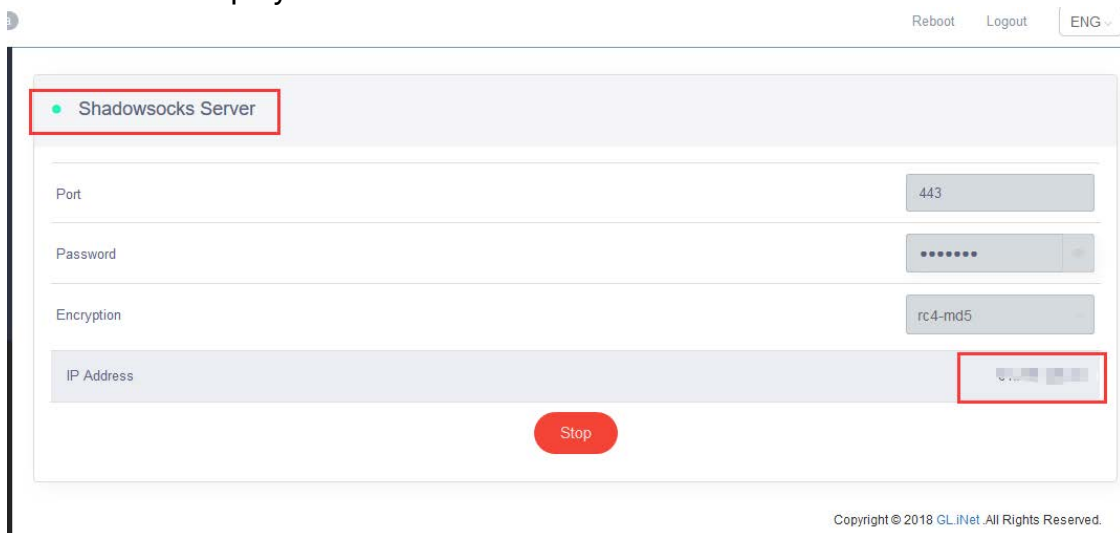 Reboot Logout ENG
Shadowsocks Server
Port 443
Password •••••••
Encryption rc4-md5
IP Address
Stop
Copyright © 2018 GL.iNet .All Rights Reserved.